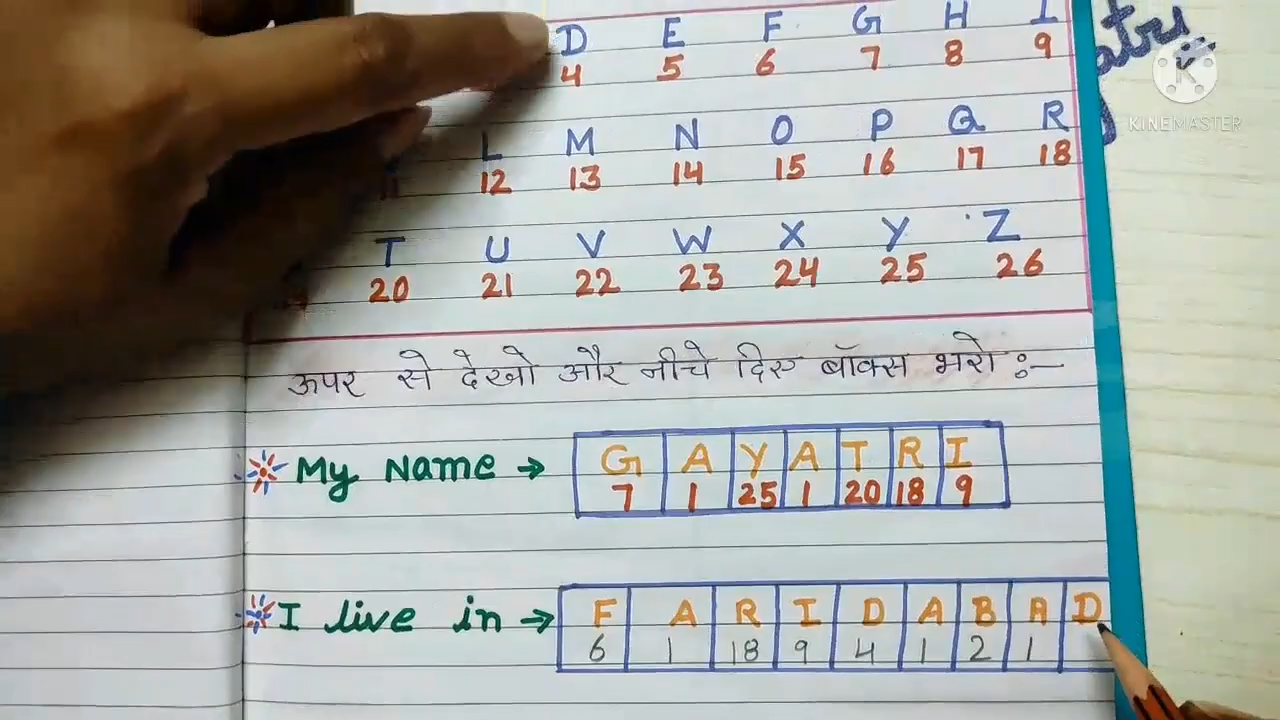 D E F G H I
4 5 6 7 8 9
L M N O P Q R
11 12 13 14 15 16 17 18
T U V W X Y Z
19 20 21 22 23 24 25 26
KINEMASTER
ऊपर से देखो और नीचे दिए बॉक्स भरो :-
My Name → G A Y A T R I
7 1 25 1 20 18 9
I live in → F A R I D A B A D
6 1 18 9 4 1 2 1